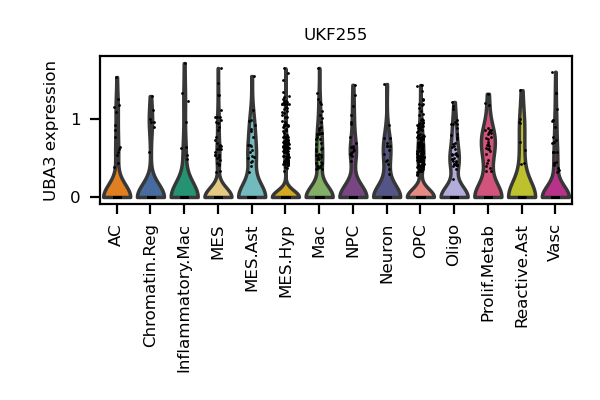 UKF255
UBA3 expression
1
0
AC
Chromatin.Reg
Inflammatory.Mac
MES
MES.Ast
MES.Hyp
Mac
NPC
Neuron
OPC
Oligo
Prolif.Metab
Reactive.Ast
Vasc